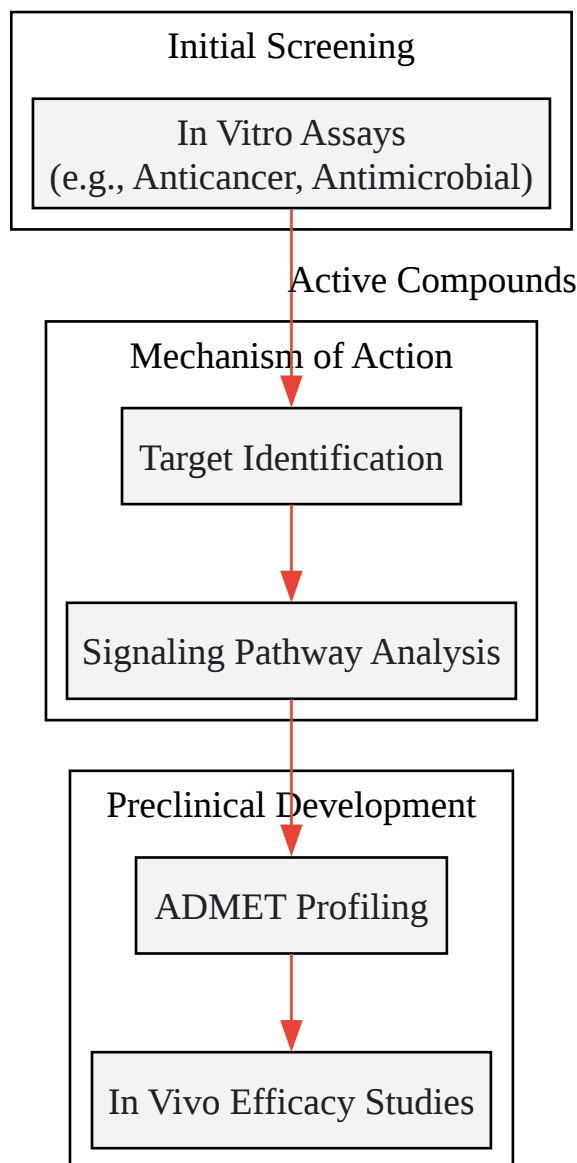 Initial Screening
In Vitro Assays
(e.g., Anticancer, Antimicrobial)
Active Compounds
Mechanism of Action
Target Identification
Signaling Pathway Analysis
Preclinical Development
ADMET Profiling
In Vivo Efficacy Studies